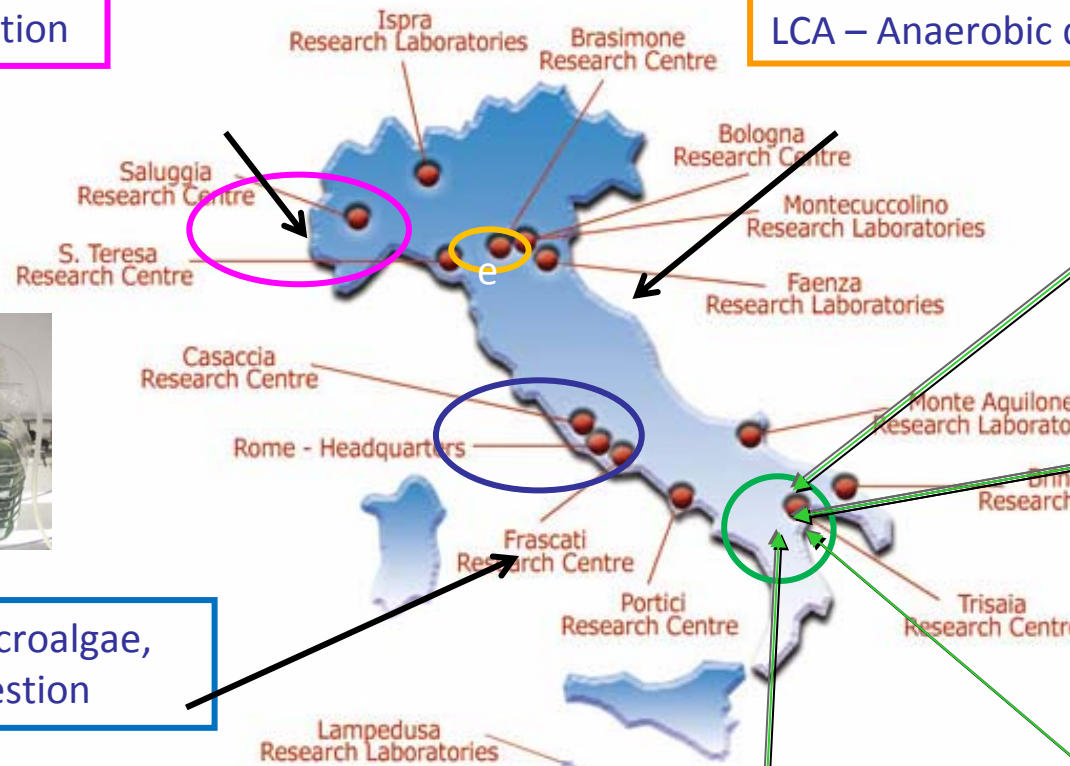 tion
LCA – Anaerobic
Ispra
Research Laboratories
Brasimone
Research Centre
Bologna
Research Centre
Saluggia
Research Centre
Montecuccolino
Research Laboratories
S. Teresa
Research Centre
e
Faenza
Research Laboratories
Casaccia
Research Centre
Monte Aquilone
Research Laborato
Rome - Headquarters
Brin
Research
Frascati
Research Centre
Portici
Research Centre
Trisaia
Research Centre
croalgae,
estion
Lampedusa
Research Laboratories